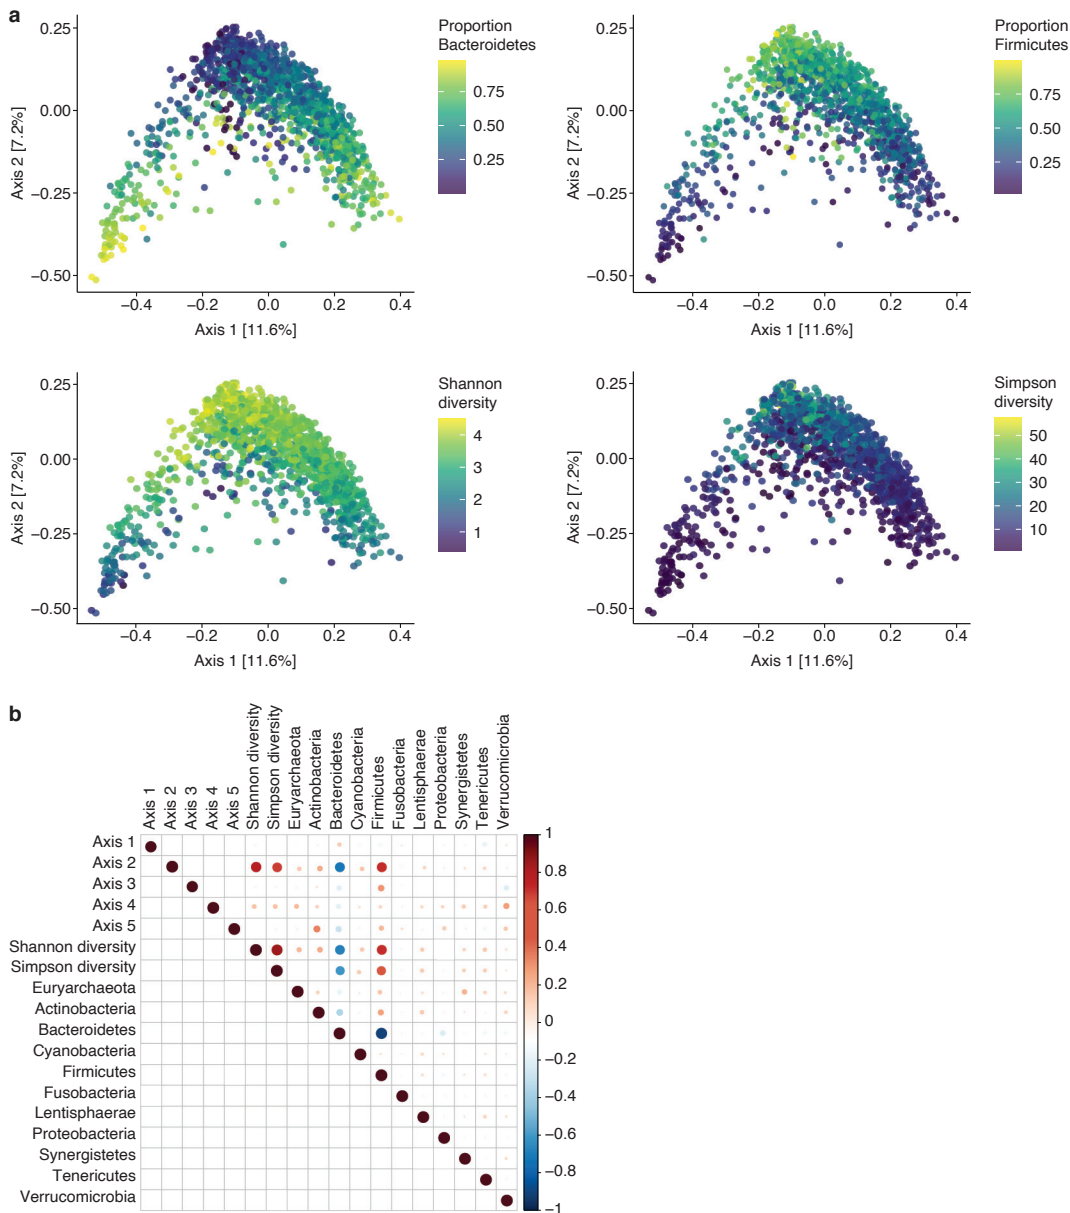 a
Proportion
Bacteroidetes
0.75
0.50
0.25
0.25
0.00
−0.25
−0.50
Axis 2 [7.2%]
−0.4
−0.2
0.0
0.2
0.4
Axis 1 [11.6%]
Proportion
Firmicutes
0.75
0.50
0.25
0.25
0.00
−0.25
−0.50
Axis 2 [7.2%]
−0.4
−0.2
0.0
0.2
0.4
Axis 1 [11.6%]
Shannon
diversity
4
3
2
1
0.25
0.00
−0.25
−0.50
Axis 2 [7.2%]
−0.4
−0.2
0.0
0.2
0.4
Axis 1 [11.6%]
Simpson
diversity
50
40
30
20
10
0.25
0.00
−0.25
−0.50
Axis 2 [7.2%]
−0.4
−0.2
0.0
0.2
0.4
Axis 1 [11.6%]
b
Axis 1
Axis 2
Axis 3
Axis 4
Axis 5
Shannon diversity
Simpson diversity
Euryarchaeota
Actinobacteria
Bacteroidetes
Cyanobacteria
Firmicutes
Fusobacteria
Lentisphaerae
Proteobacteria
Synergistetes
Tenericutes
Verrucomicrobia
Axis 1
Axis 2
Axis 3
Axis 4
Axis 5
Shannon diversity
Simpson diversity
Euryarchaeota
Actinobacteria
Bacteroidetes
Cyanobacteria
Firmicutes
Fusobacteria
Lentisphaerae
Proteobacteria
Synergistetes
Tenericutes
Verrucomicrobia
1
0.8
0.6
0.4
0.2
0
−0.2
−0.4
−0.6
−0.8
−1